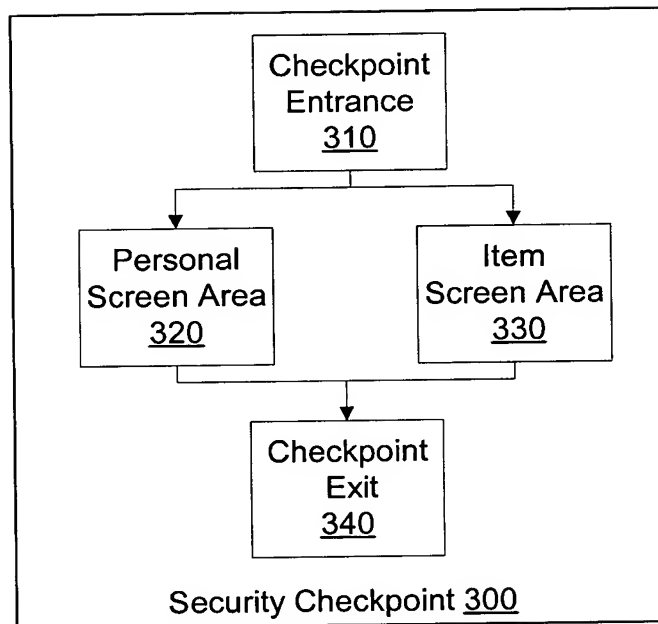 Checkpoint
Entrance
310
Personal
Screen Area
320
Item
Screen Area
330
Checkpoint
Exit
340
Security Checkpoint 300